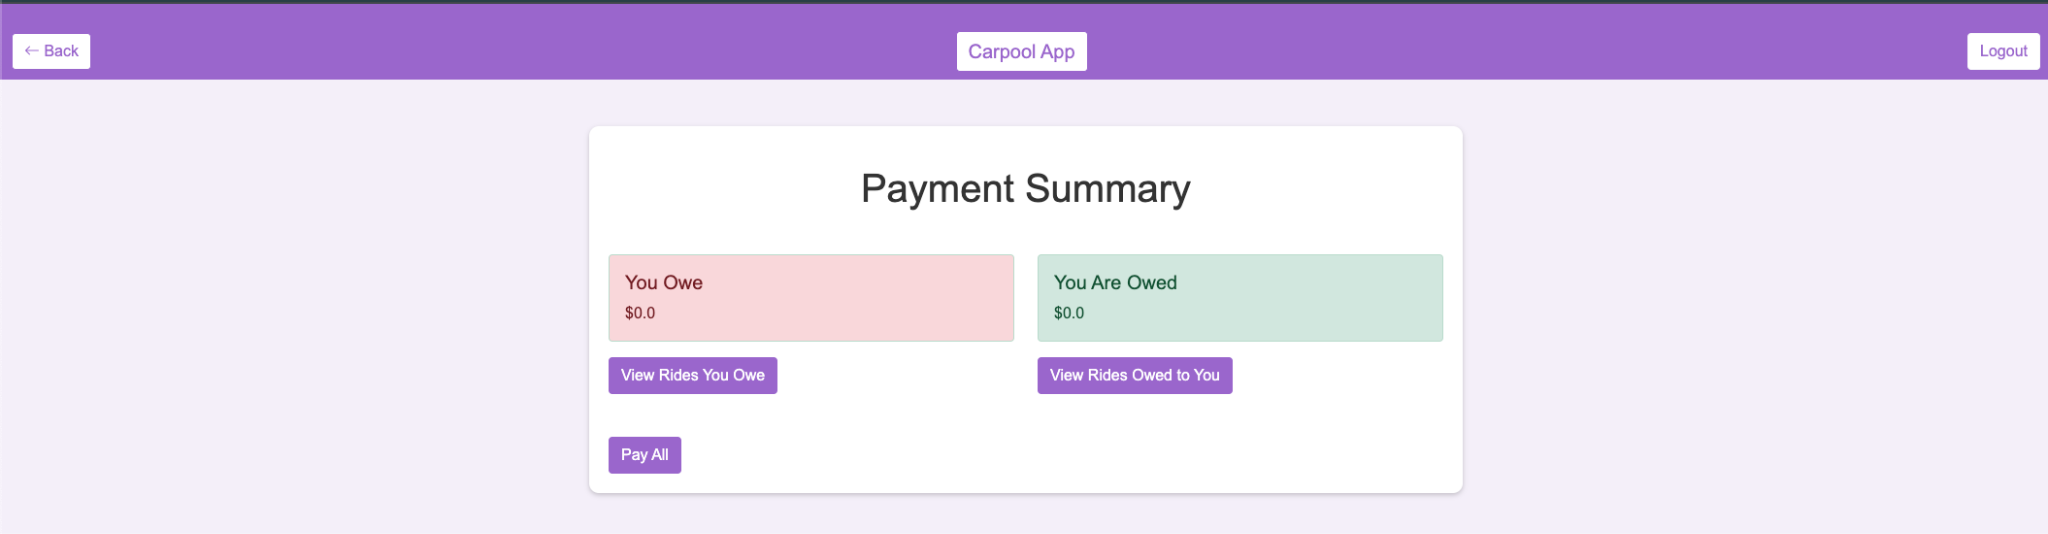 ← Back
Carpool App
Logout
Payment Summary
You Owe
$0.0
You Are Owed
$0.0
View Rides You Owe
View Rides Owed to You
Pay All